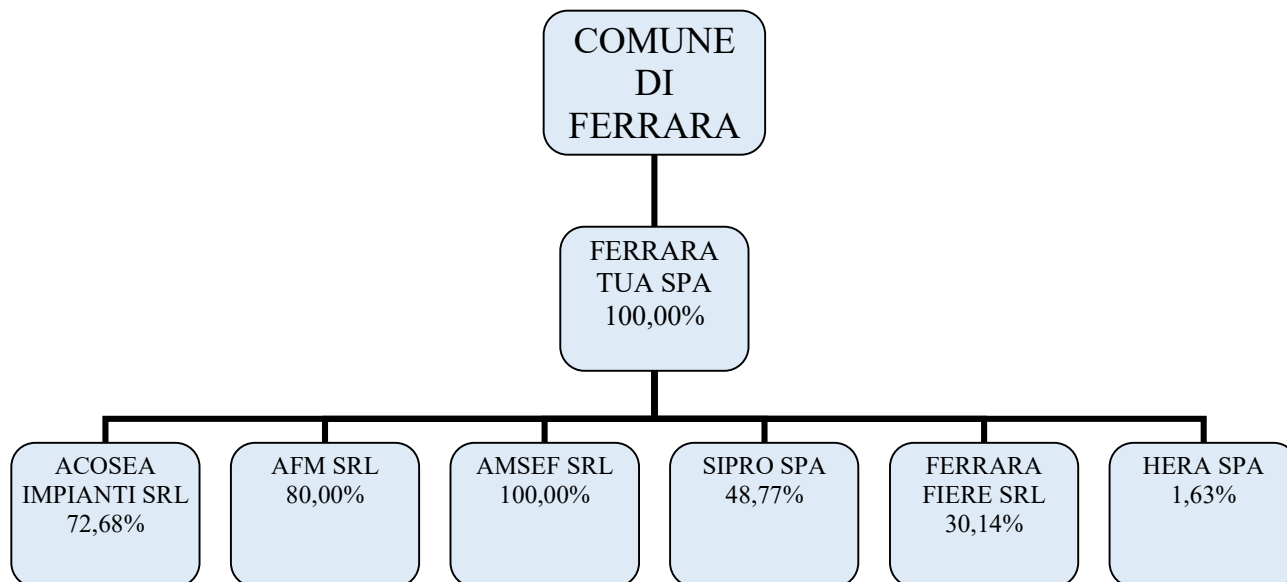 COMUNE
DI
FERRARA
FERRARA
TUA SPA
100,00%
ACOSEA
IMPIANTI SRL
72,68%
AFM SRL
80,00%
AMSEF SRL
100,00%
SIPRO SPA
48,77%
FERRARA
FIERE SRL
30,14%
HERA SPA
1,63%